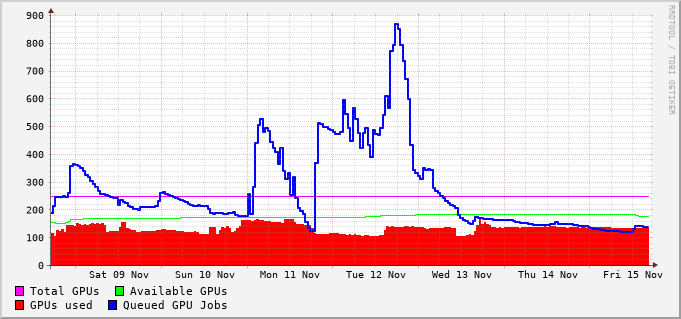 900
800
700
600
500
400
300
200
100
0
Sat 09 Nov Sun 10 Nov Mon 11 Nov Tue 12 Nov Wed 13 Nov Thu 14 Nov Fri 15 Nov
Total GPUs Available GPUs
GPUs used Queued GPU Jobs
RRDTOOL / TOBI OETIKER